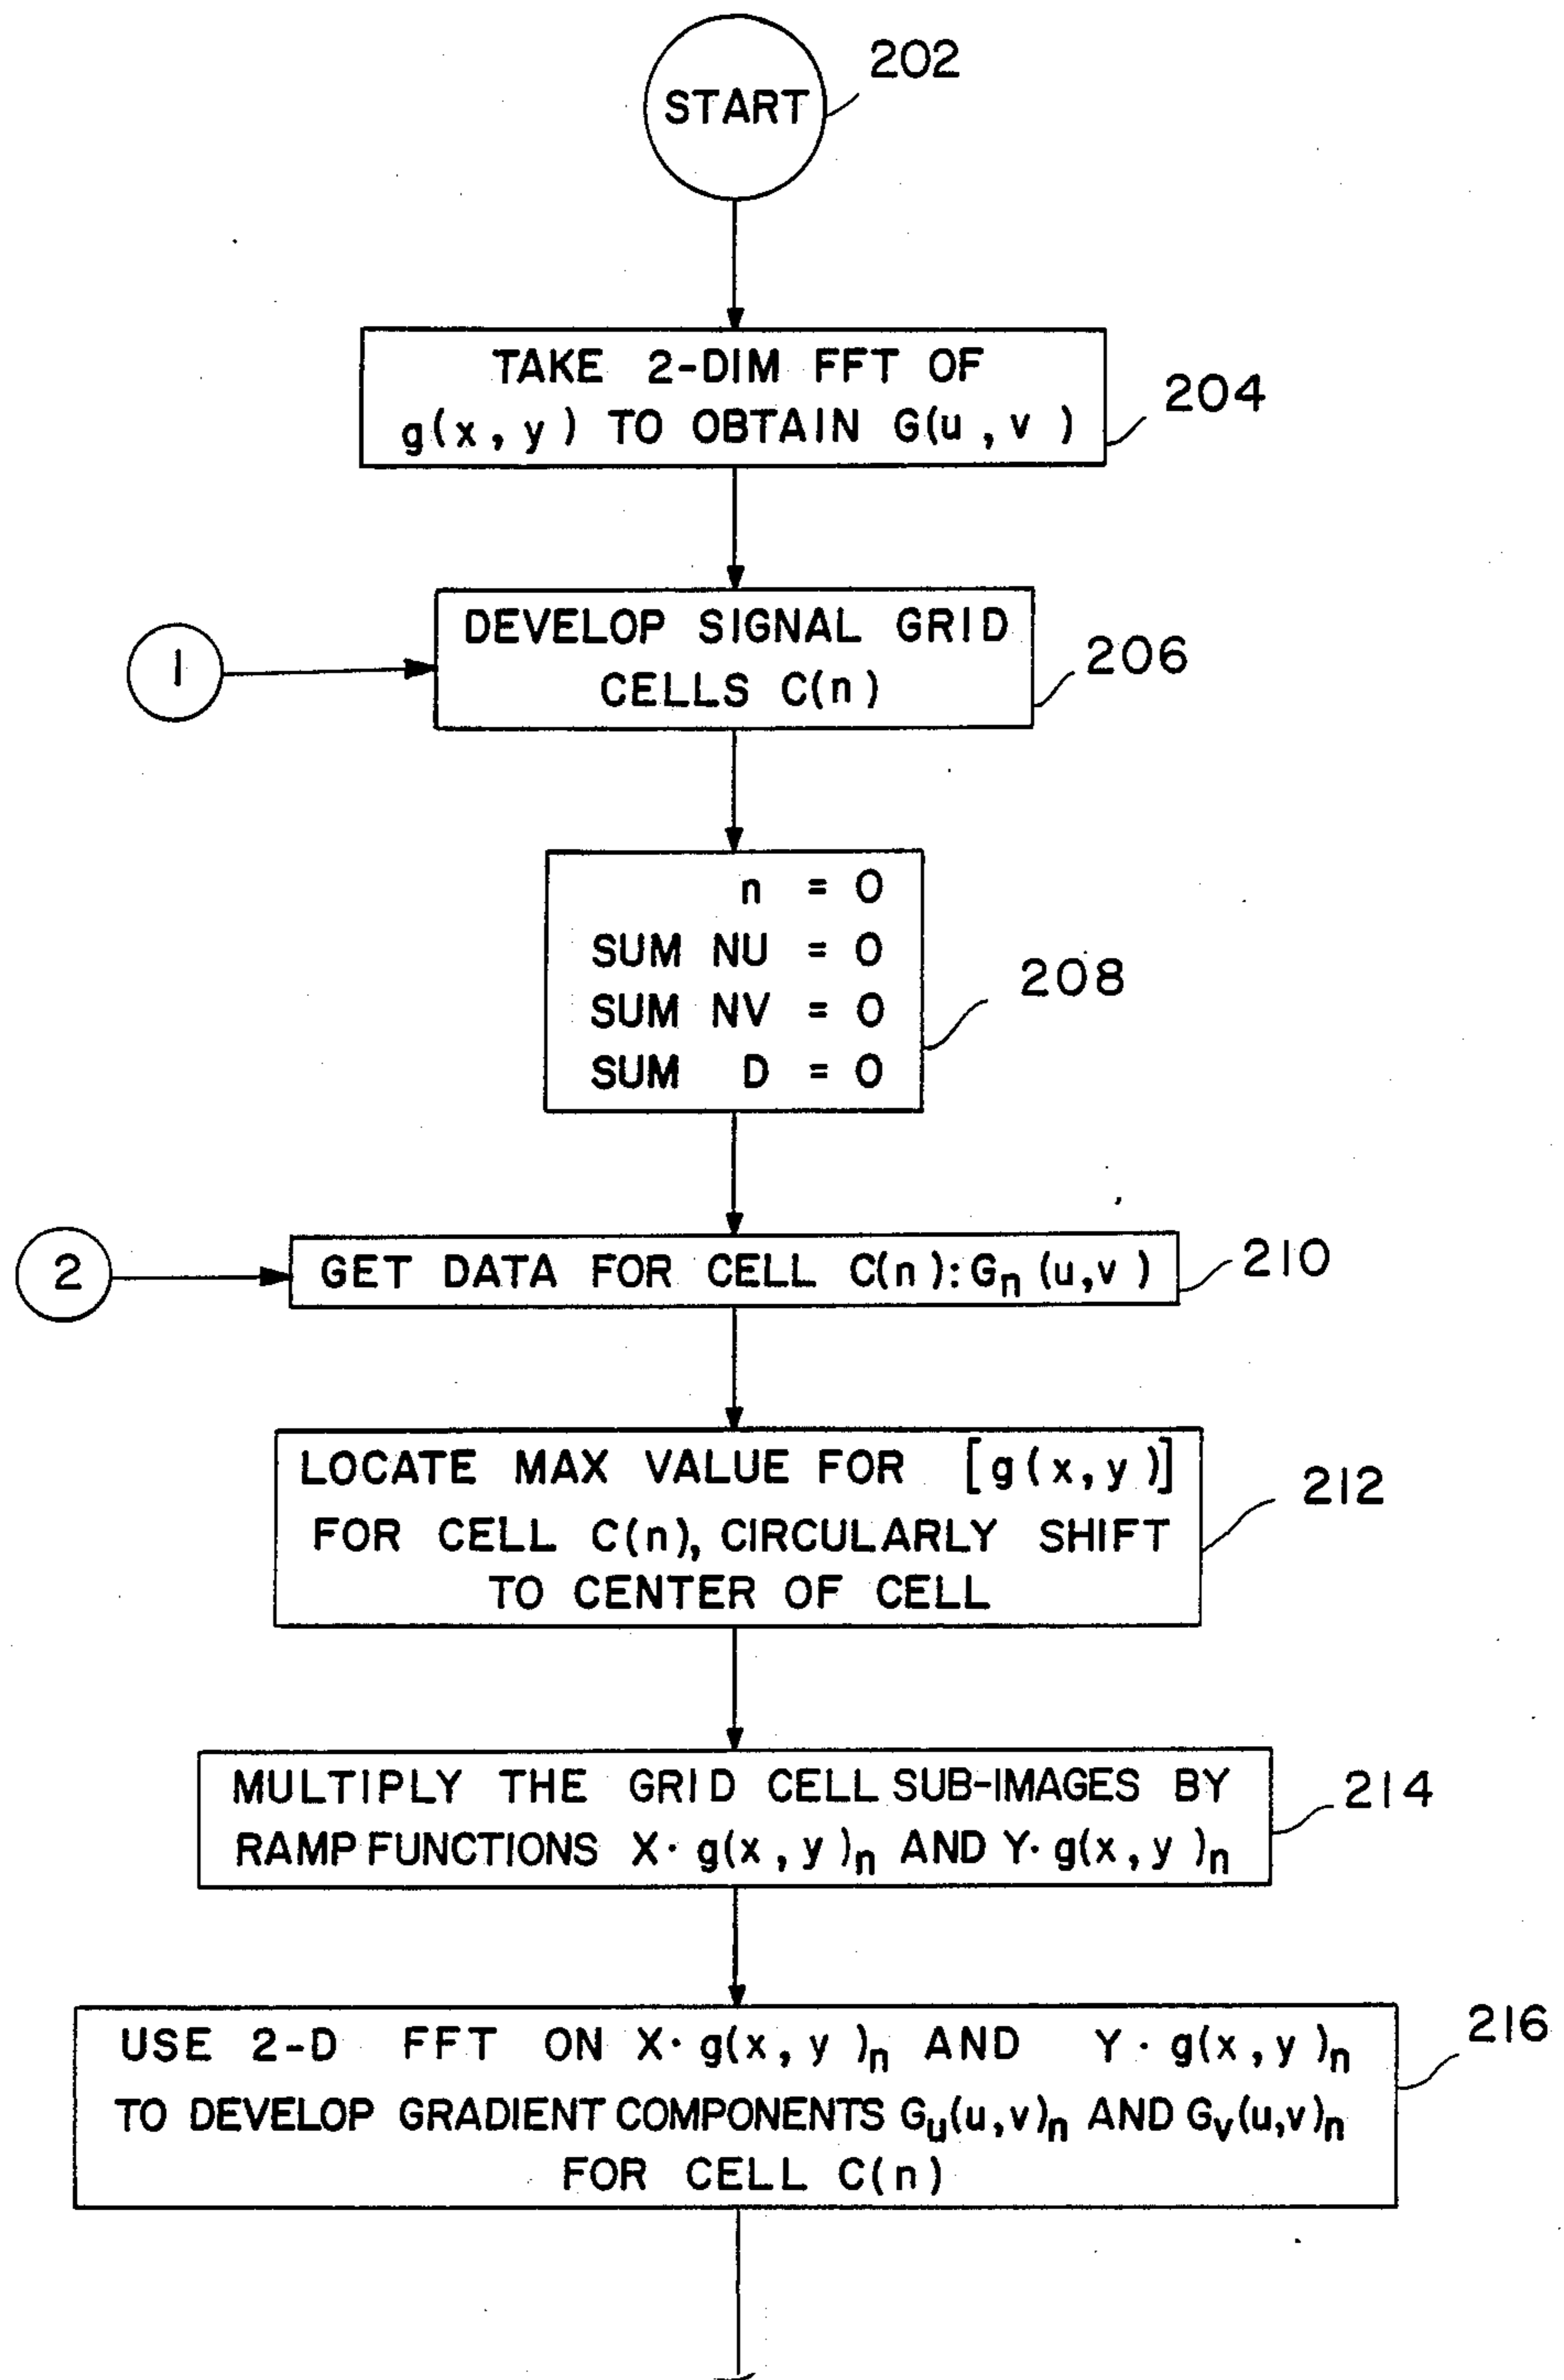 START
202
TAKE 2-DIM FFT OF
g(x, y) TO OBTAIN G(u, v)
204
1
DEVELOP SIGNAL GRID
CELLS C(n)
206
n = 0
SUM NU = 0
SUM NV = 0
SUM D = 0
208
2
GET DATA FOR CELL C(n): Gₙ (u,v)
210
LOCATE MAX VALUE FOR [g(x,y)]
FOR CELL C(n), CIRCULARLY SHIFT
TO CENTER OF CELL
212
MULTIPLY THE GRID CELL SUB-IMAGES BY
RAMP FUNCTIONS X· g(x, y)ₙ AND Y· g(x, y)ₙ
214
USE 2-D FFT ON X· g(x, y)ₙ AND Y· g(x, y)ₙ
TO DEVELOP GRADIENT COMPONENTS Gᵤ(u,v)ₙ AND Gᵥ(u,v)ₙ
FOR CELL C(n)
216